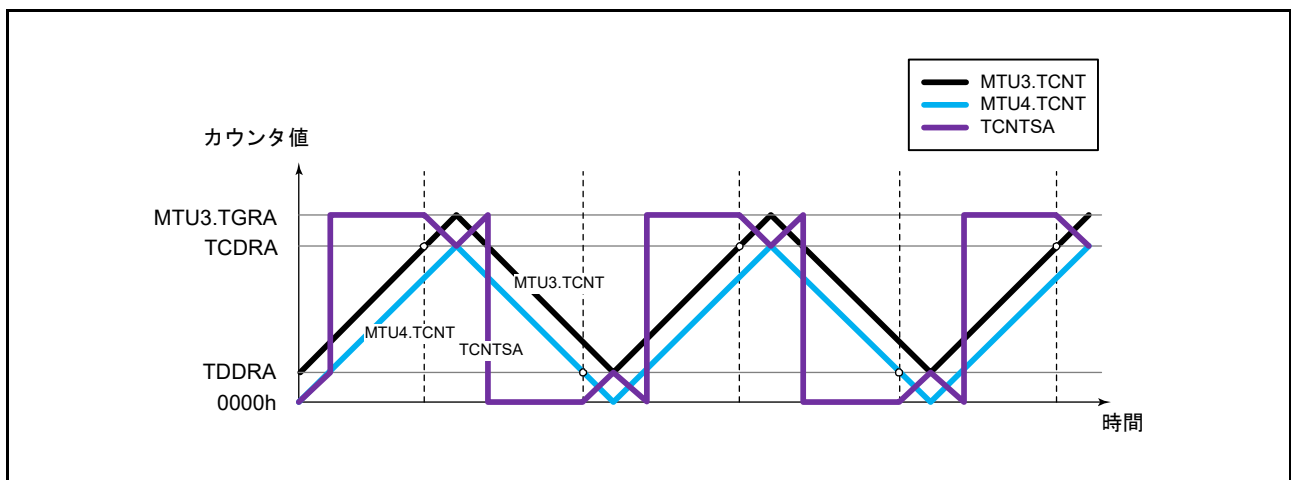 MTU3.TCNT
MTU4.TCNT
TCNTSA
カウンタ値
MTU3.TGRA
TCDRA
MTU3.TCNT
MTU4.TCNT
TCNTSA
TDDRA
0000h
時間